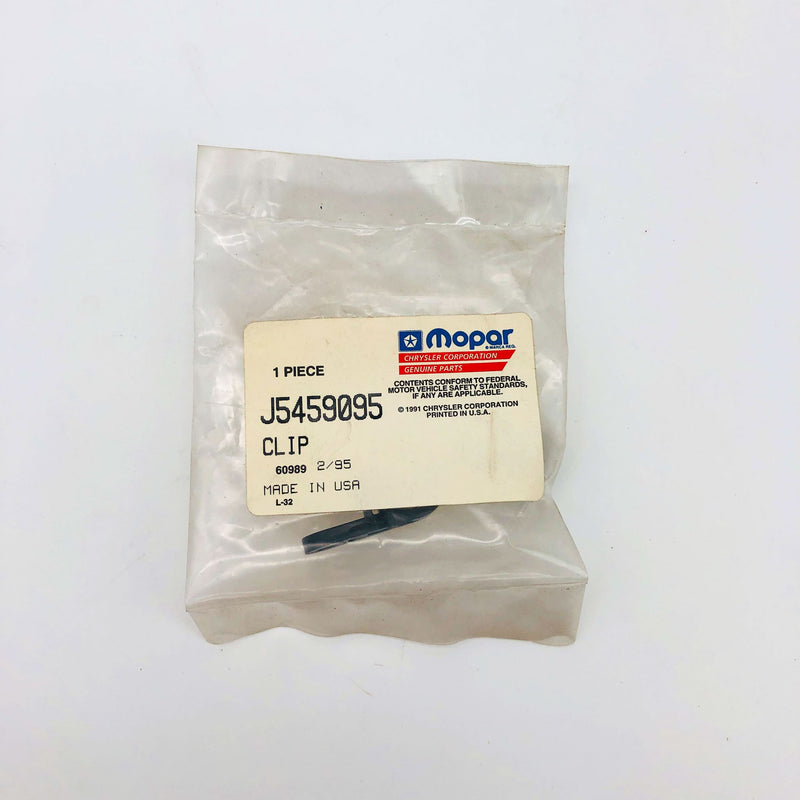 Mopar
® MARCA REG.
CHRYSLER CORPORATION
GENUINE PARTS
1 PIECE
CONTENTS CONFORM TO FEDERAL
MOTOR VEHICLE SAFETY STANDARDS,
IF ANY ARE APPLICABLE.
J5459095
© 1991 CHRYSLER CORPORATION
PRINTED IN U.S.A.
CLIP
60989 2/95
MADE IN USA
L-32